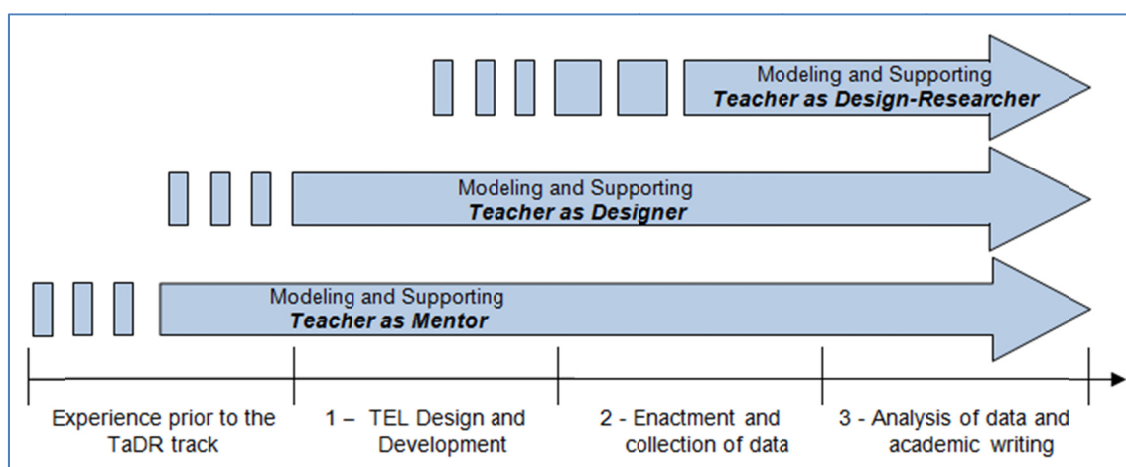 Modeling and Supporting
Teacher as Design-Researcher
Modeling and Supporting
Teacher as Designer
Modeling and Supporting
Teacher as Mentor
Experience prior to the
TaDR track
1 – TEL Design and
Development
2 - Enactment and
collection of data
3 - Analysis of data and
academic writing